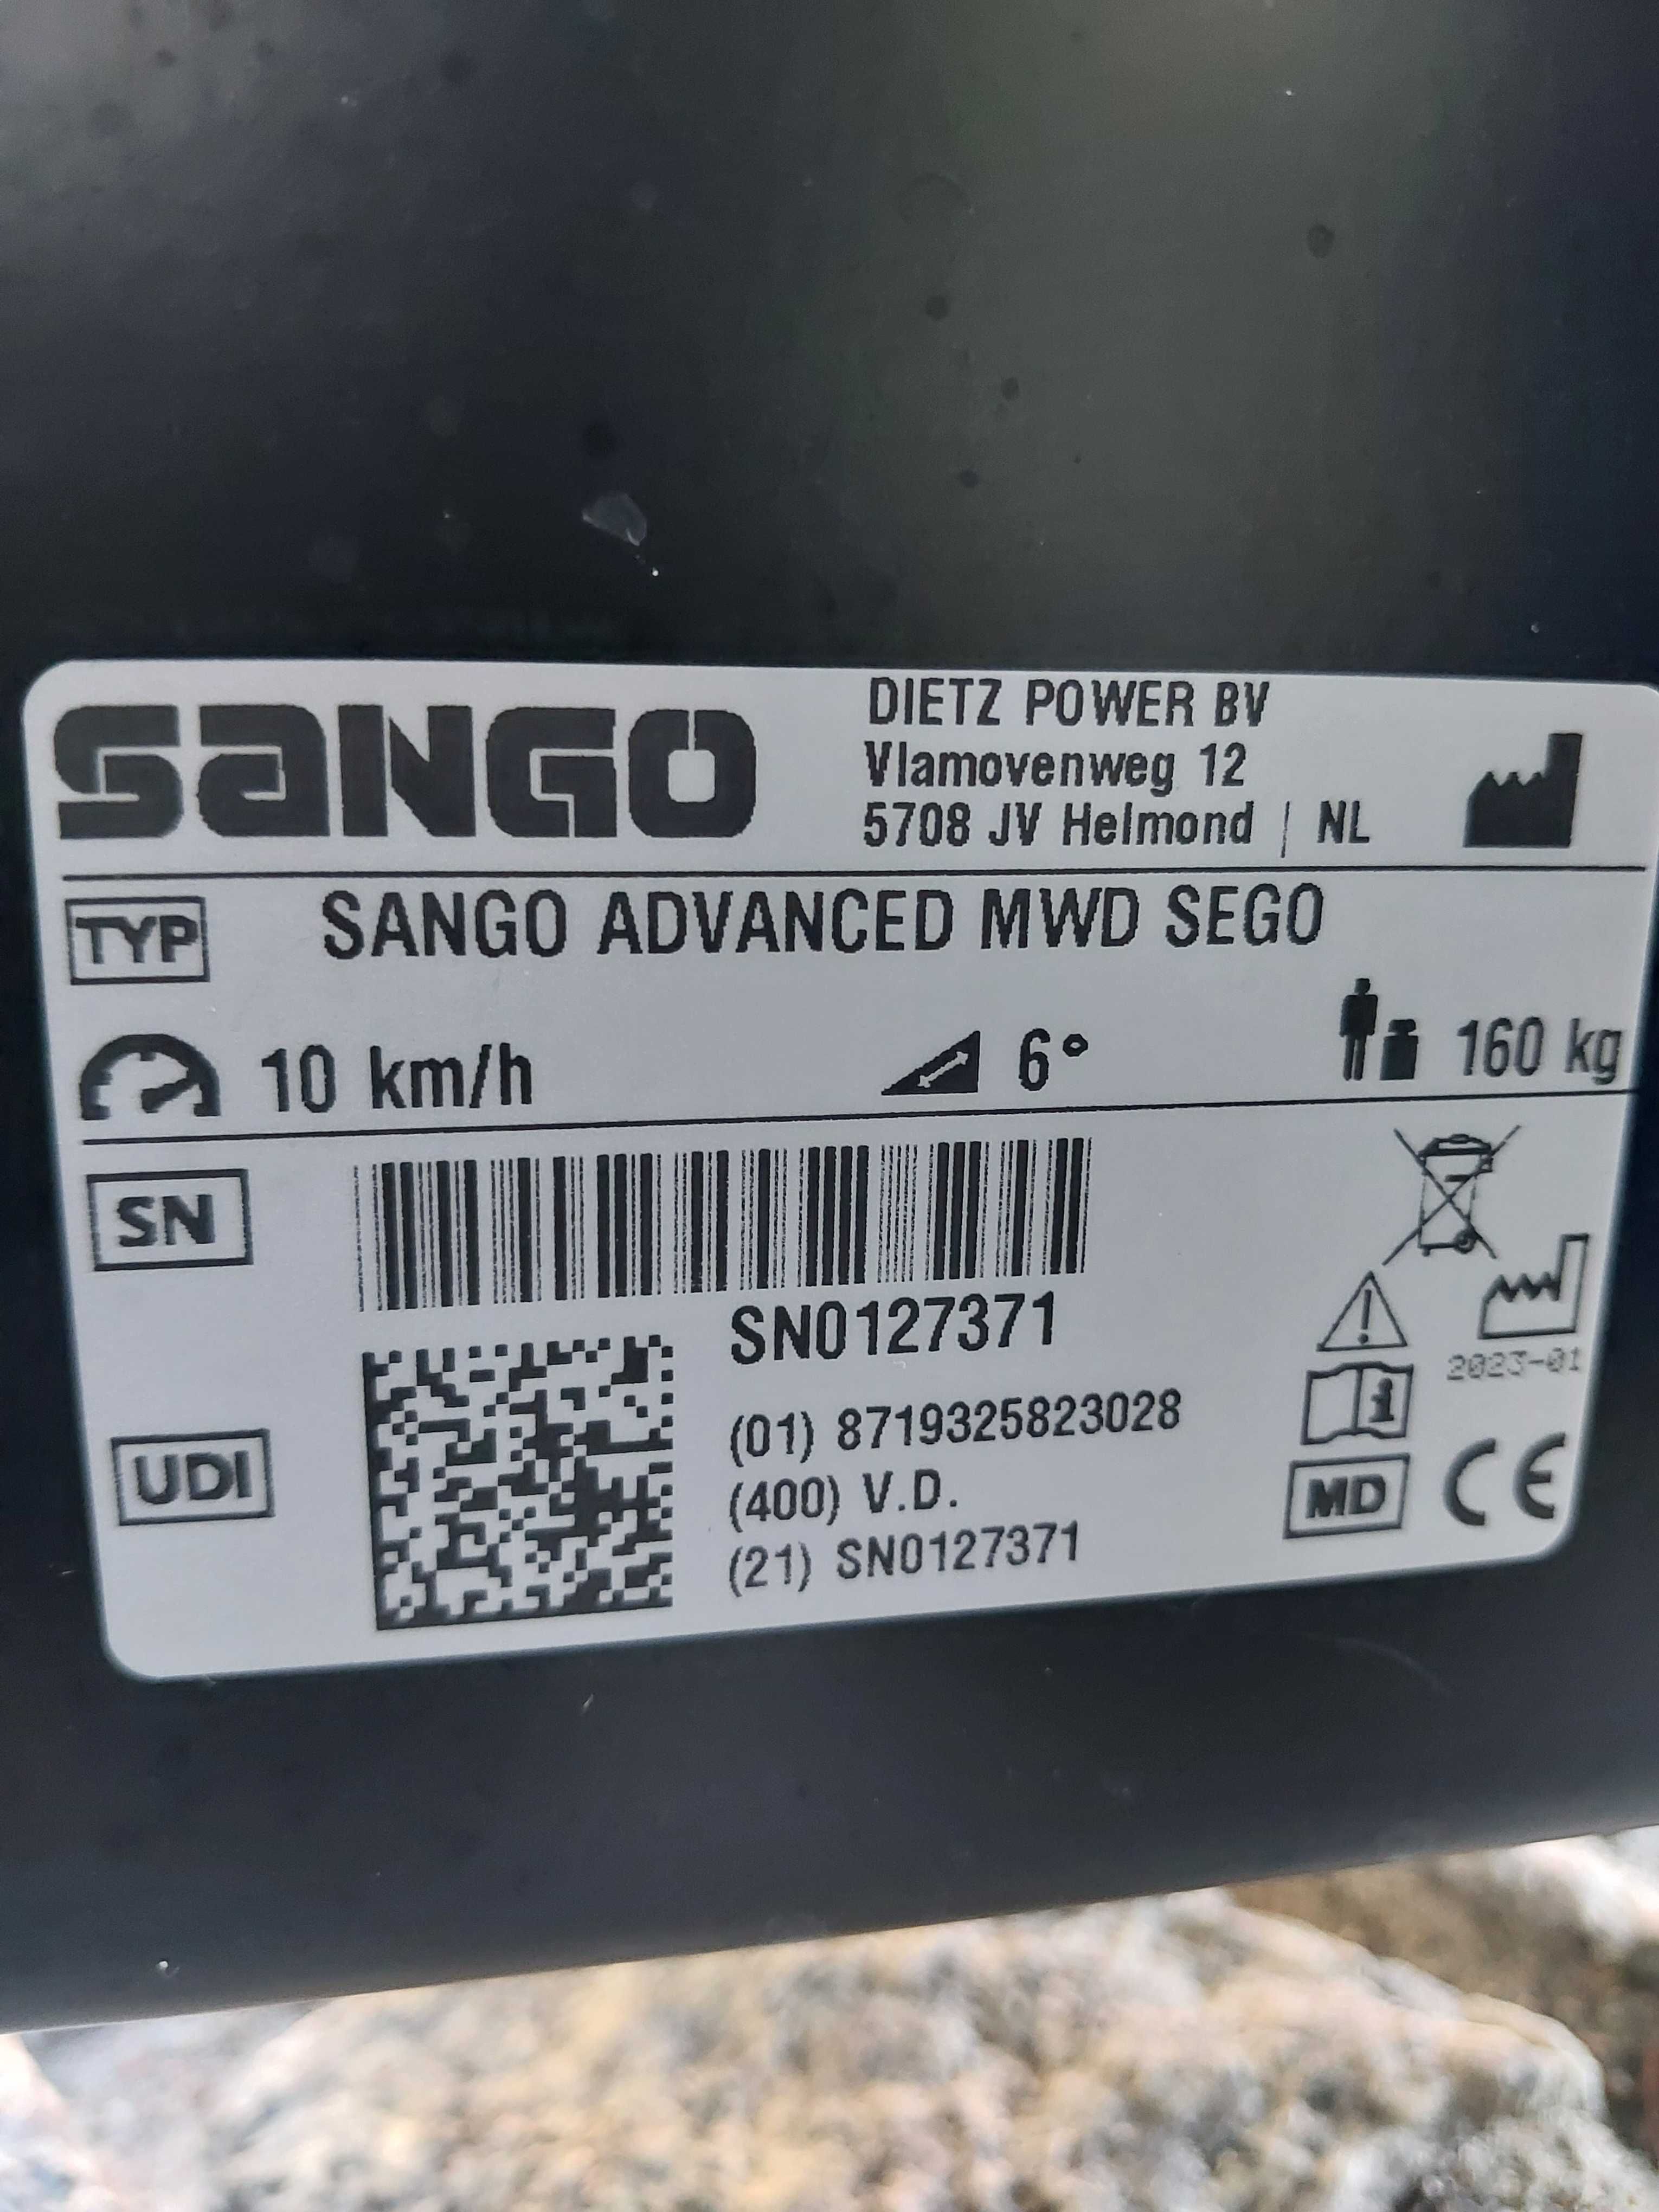 SANGO
DIETZ POWER BV
Vlamovenweg 12
5708 JV Helmond | NL
TYP SANGO ADVANCED MWD SEGO
10 km/h 6° 160 kg
SN
SN0127371
2023-01
UDI
(01) 8719325823028
(400) V.D.
(21) SN0127371
MD CE